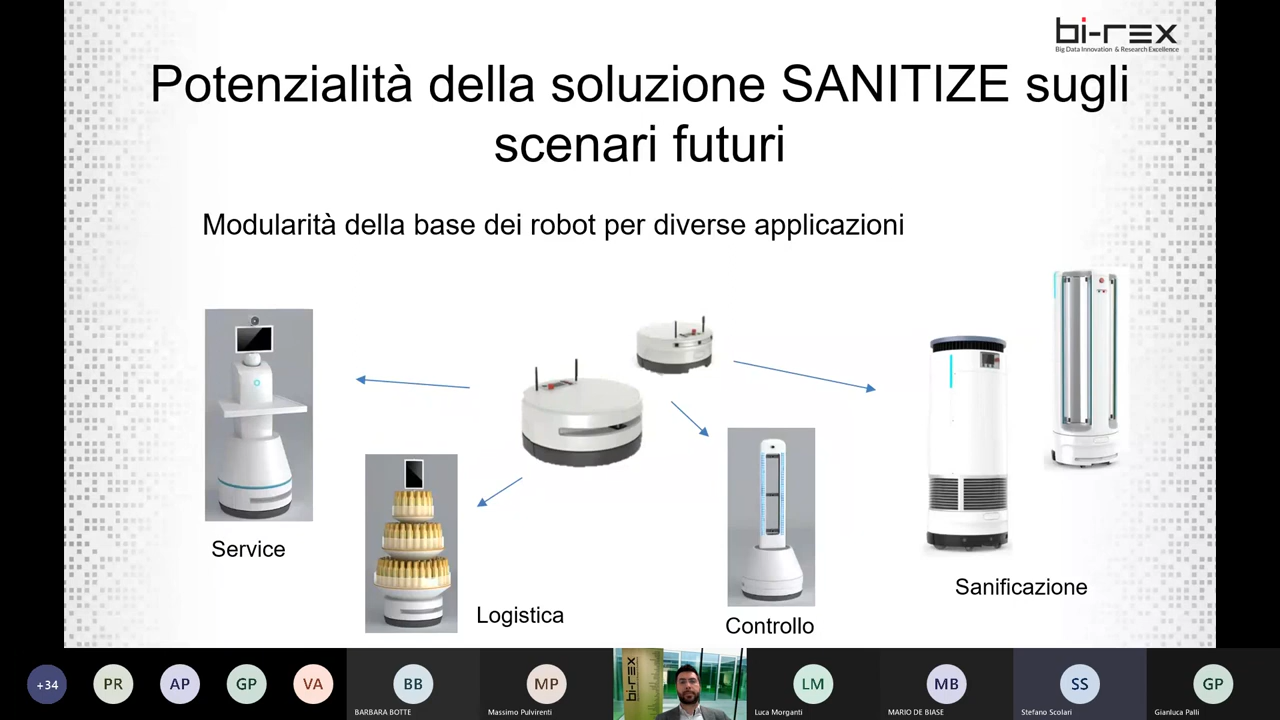 bi-rex
Big Data Innovation & Research Excellence
Potenzialità della soluzione SANITIZE sugli
scenari futuri
Modularità della base dei robot per diverse applicazioni
Service
Logistica
Controllo
Sanificazione
+34
PR
AP
GP
VA
BB
BARBARA BOTTE
MP
Massimo Pulvirenti
bi-rex
LM
Luca Morganti
MB
MARIO DE BIASE
SS
Stefano Scolari
GP
Gianluca Palli